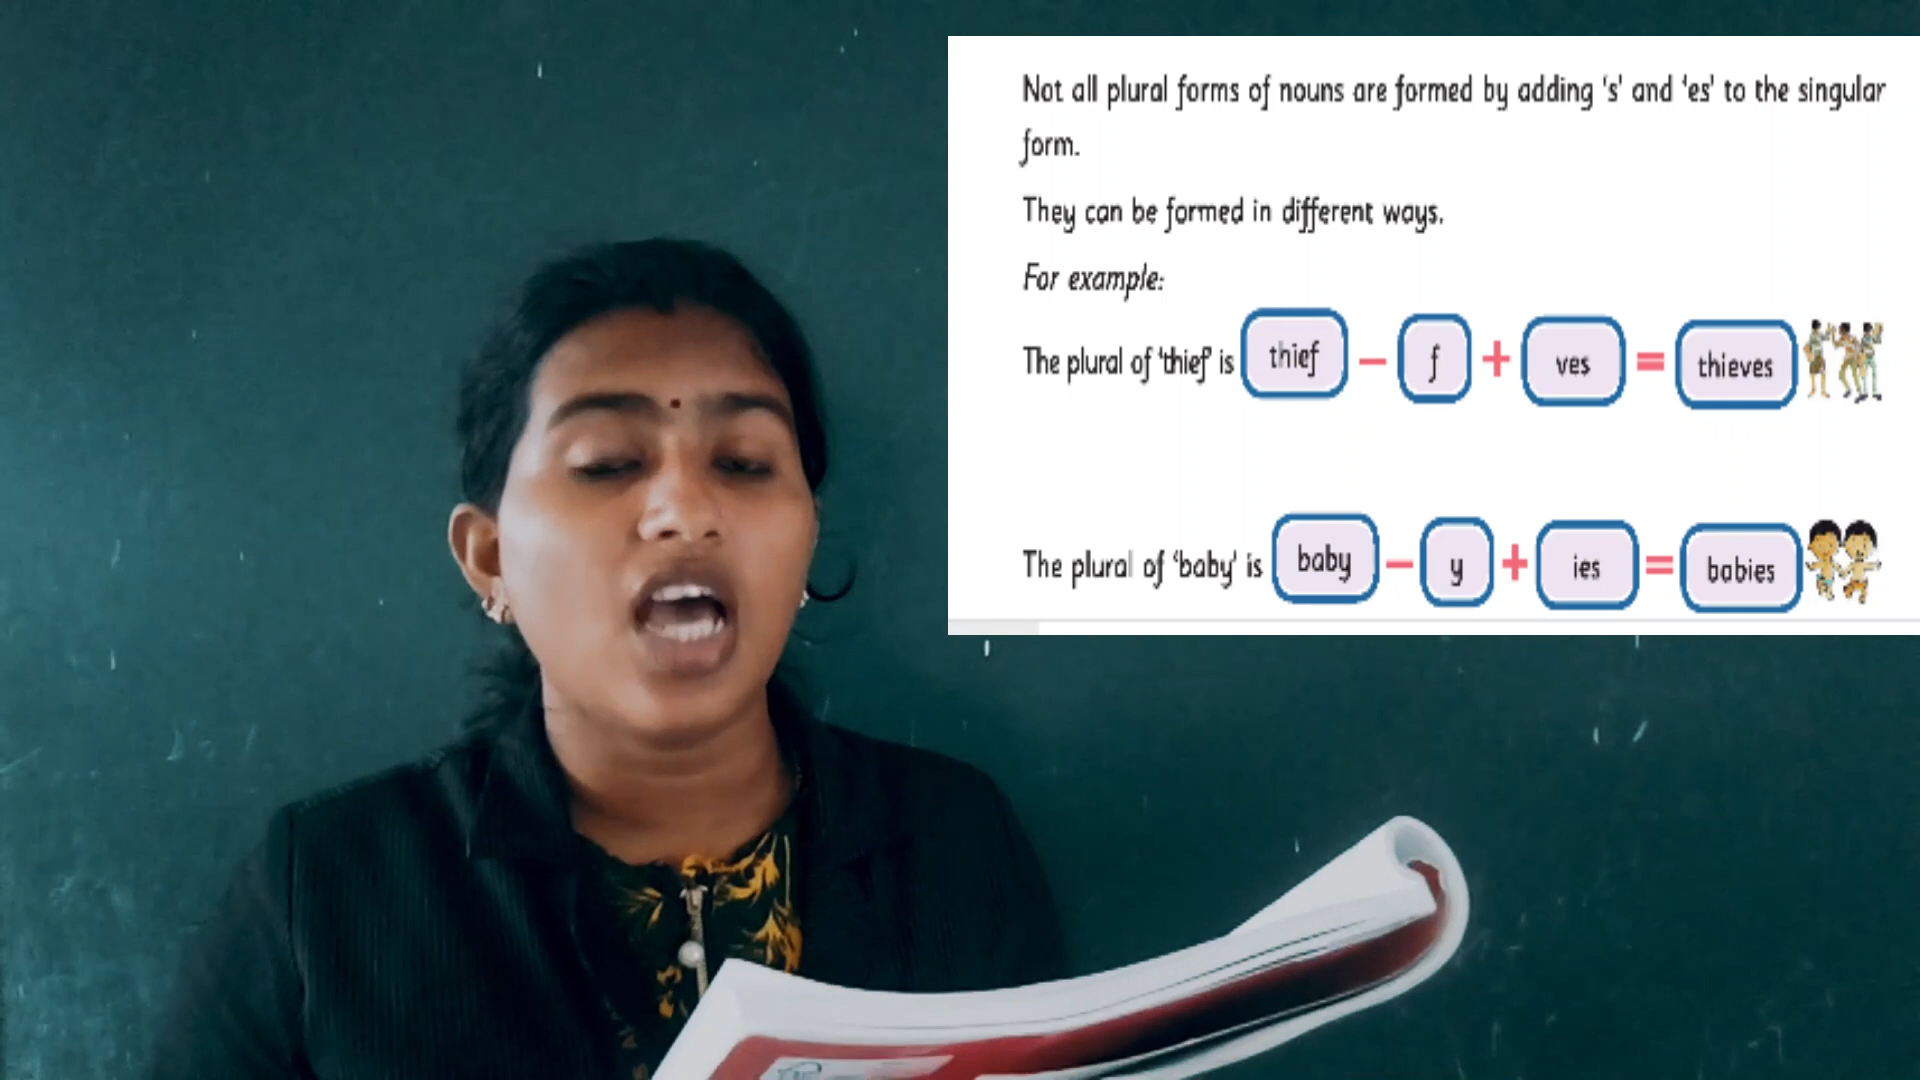 Not all plural forms of nouns are formed by adding 's' and 'es' to the singular
form.
They can be formed in different ways.
For example:
The plural of 'thief' is thief – f + ves = thieves
The plural of 'baby' is baby – y + ies = babies